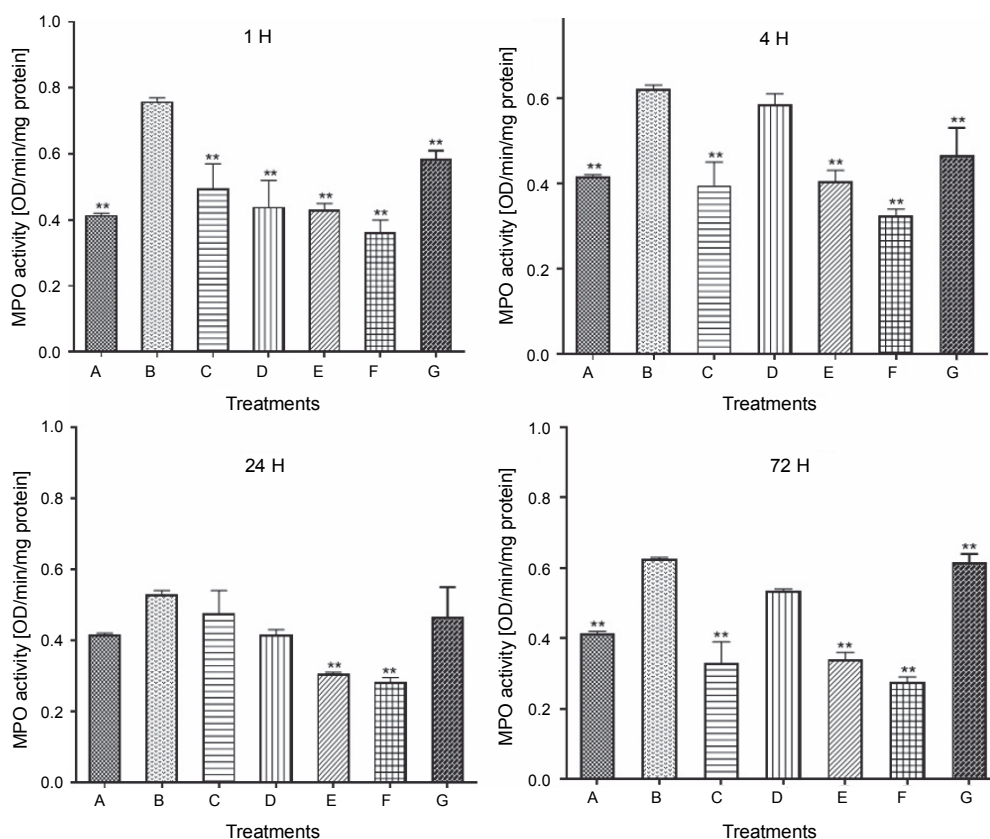 1 H
MPO activity [OD/min/mg protein]
1.0
0.8
0.6
0.4
0.2
0.0
**
**
**
**
**
**
A B C D E F G
Treatments
4 H
MPO activity [OD/min/mg protein]
0.6
0.4
0.2
0.0
**
**
**
**
**
A B C D E F G
Treatments
24 H
MPO activity [OD/min/mg protein]
1.0
0.8
0.6
0.4
0.2
0.0
**
**
A B C D E F G
Treatments
72 H
MPO activity [OD/min/mg protein]
1.0
0.8
0.6
0.4
0.2
0.0
**
**
**
**
**
A B C D E F G
Treatments